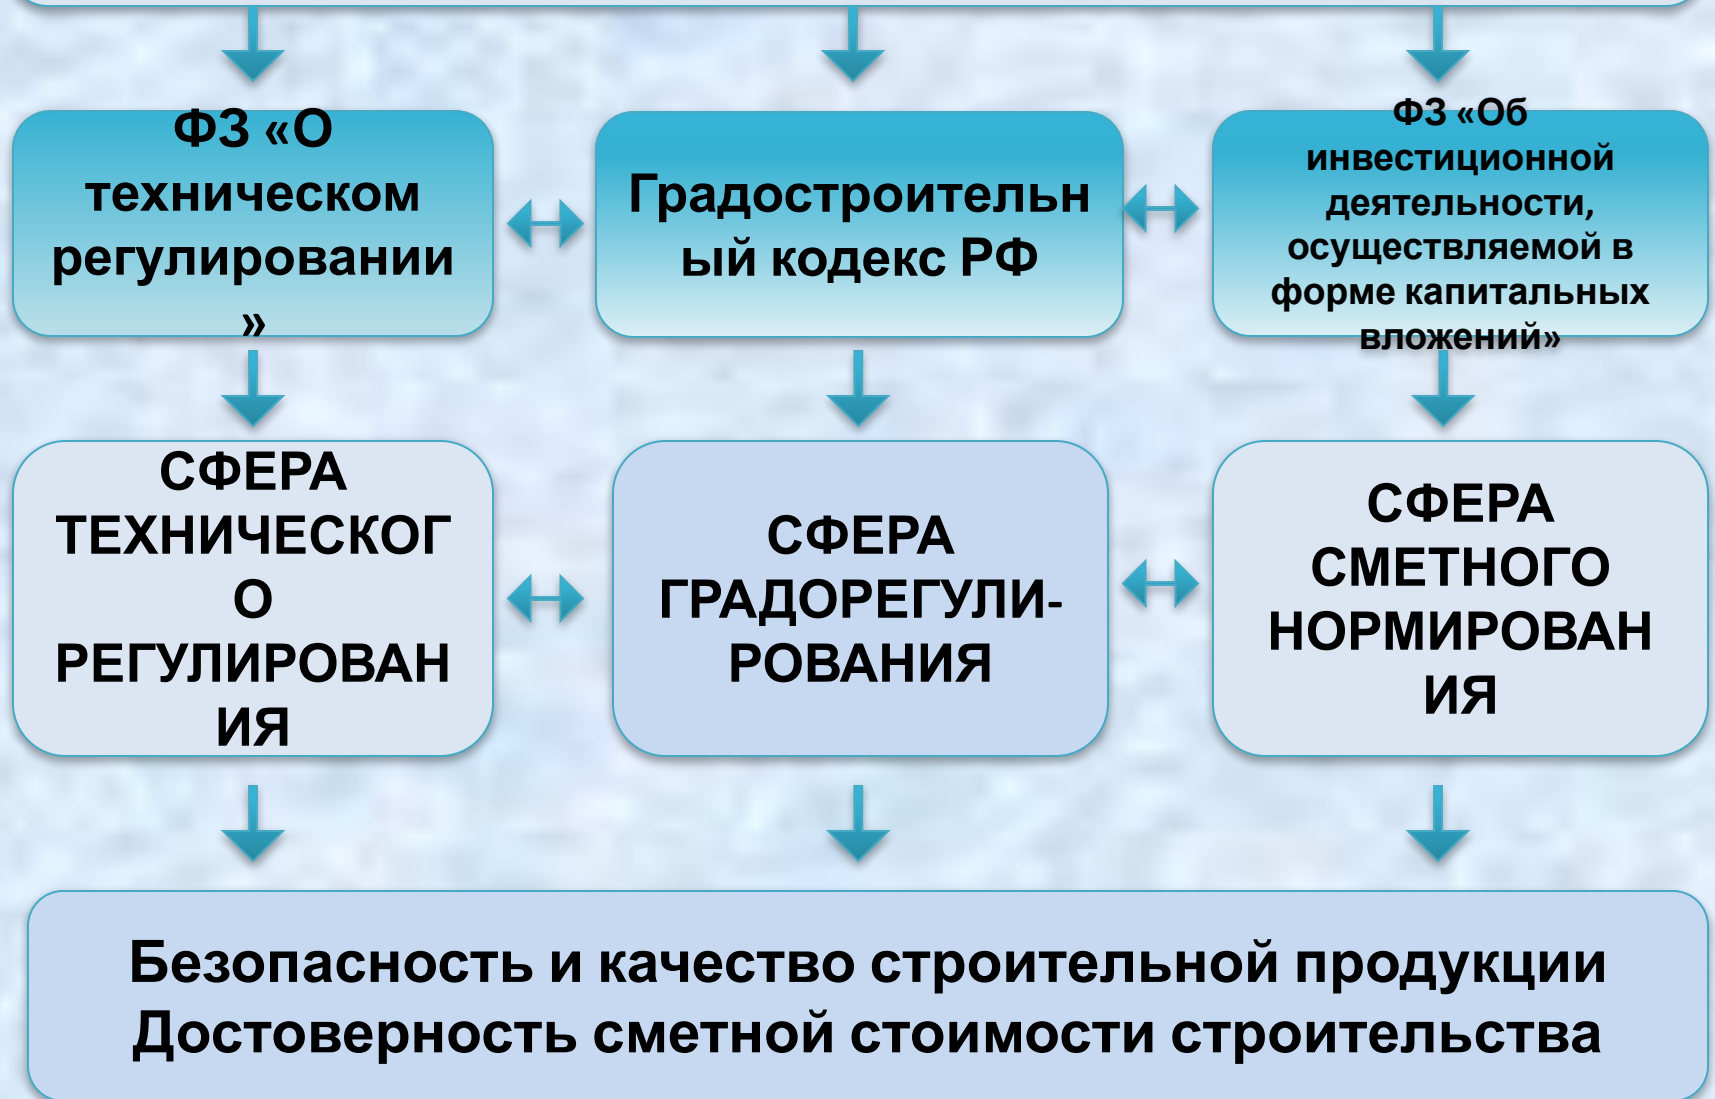 ФЗ «О
техническом
регулировании
»
Градостроительн
ый кодекс РФ
ФЗ «Об
инвестиционной
деятельности,
осуществляемой в
форме капитальных
вложений»
СФЕРА
ТЕХНИЧЕСКОГ
О
РЕГУЛИРОВАН
ИЯ
СФЕРА
ГРАДОРЕГУЛИ-
РОВАНИЯ
СФЕРА
СМЕТНОГО
НОРМИРОВАН
ИЯ
Безопасность и качество строительной продукции
Достоверность сметной стоимости строительства